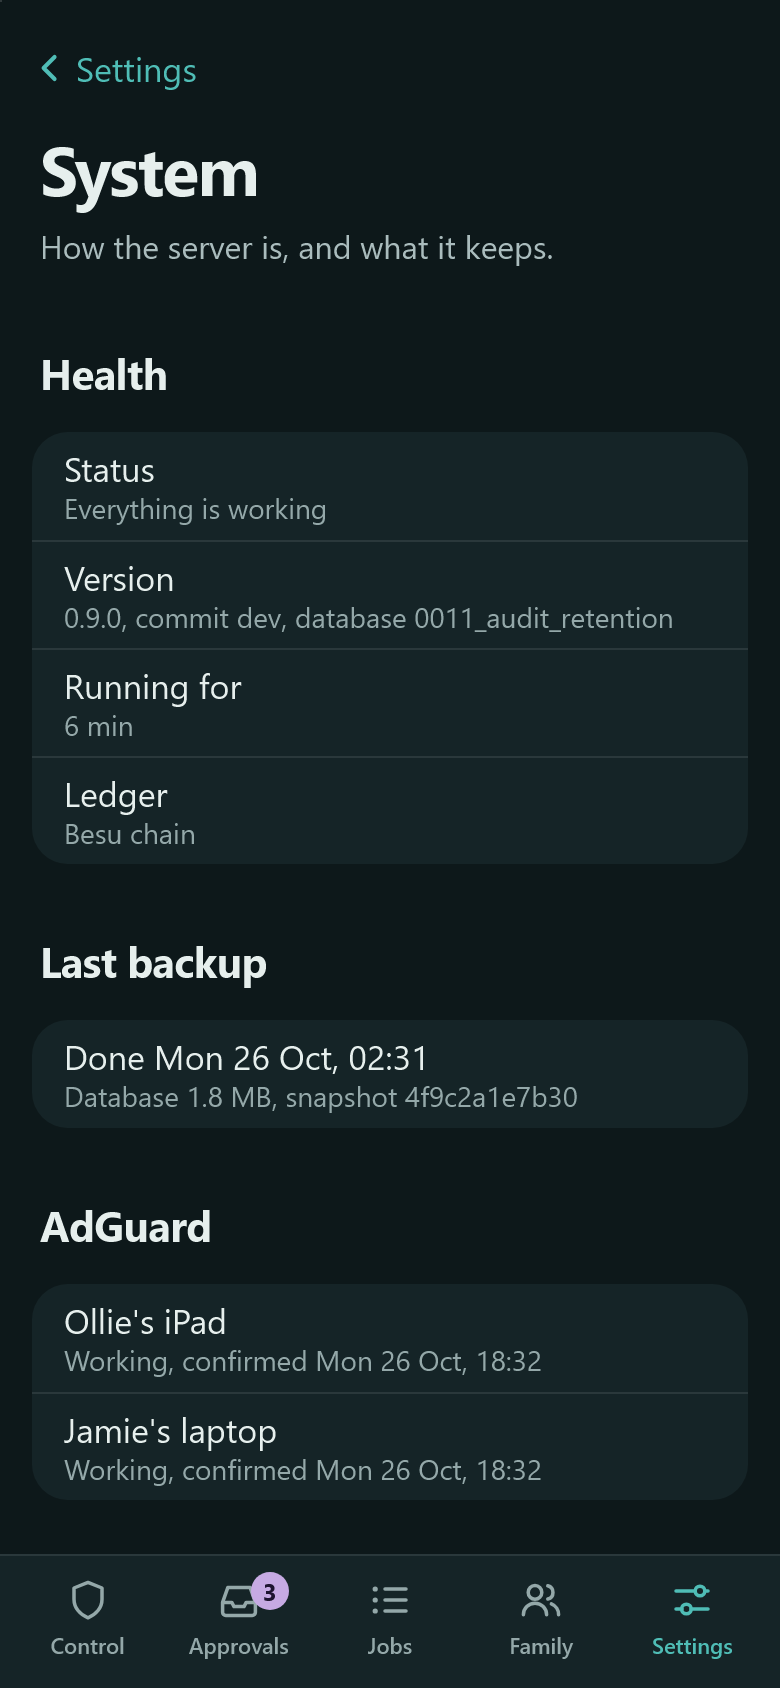 Settings
System
How the server is, and what it keeps.
Health
Status
Everything is working
Version
0.9.0, commit dev, database 0011_audit_retention
Running for
6 min
Ledger
Besu chain
Last backup
Done Mon 26 Oct, 02:31
Database 1.8 MB, snapshot 4f9c2a1e7b30
AdGuard
Ollie's iPad
Working, confirmed Mon 26 Oct, 18:32
Jamie's laptop
Working, confirmed Mon 26 Oct, 18:32
3
Control Approvals Jobs Family Settings